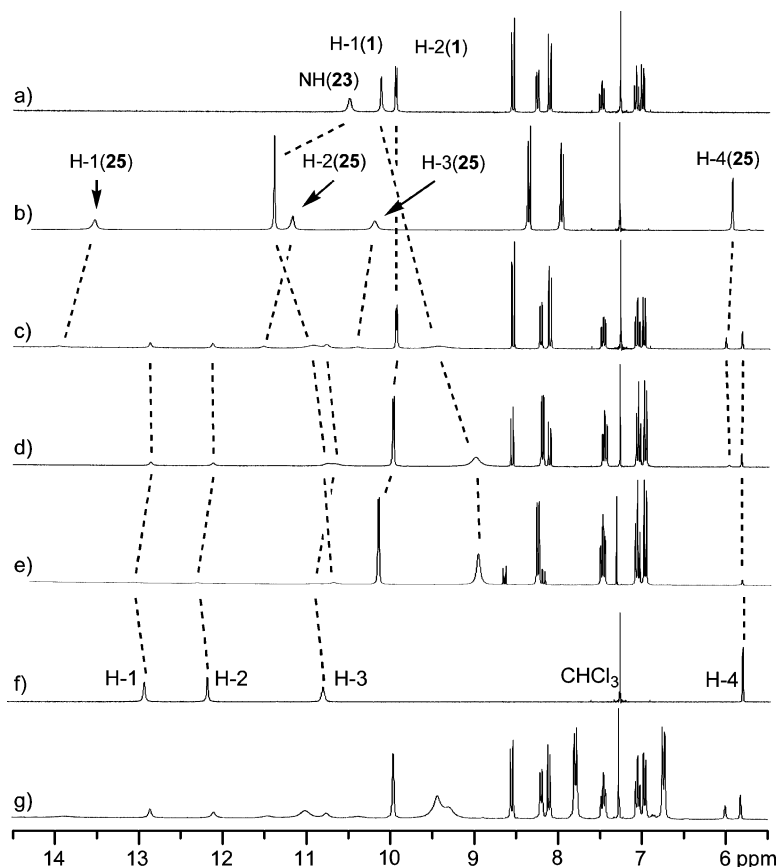 H-1(1) H-2(1)
NH(23)
a)
H-1(25) H-2(25) H-3(25) H-4(25)
b)
c)
d)
e)
f)
H-1 H-2 H-3 CHCl3 H-4
g)
14 13 12 11 10 9 8 7 6 ppm